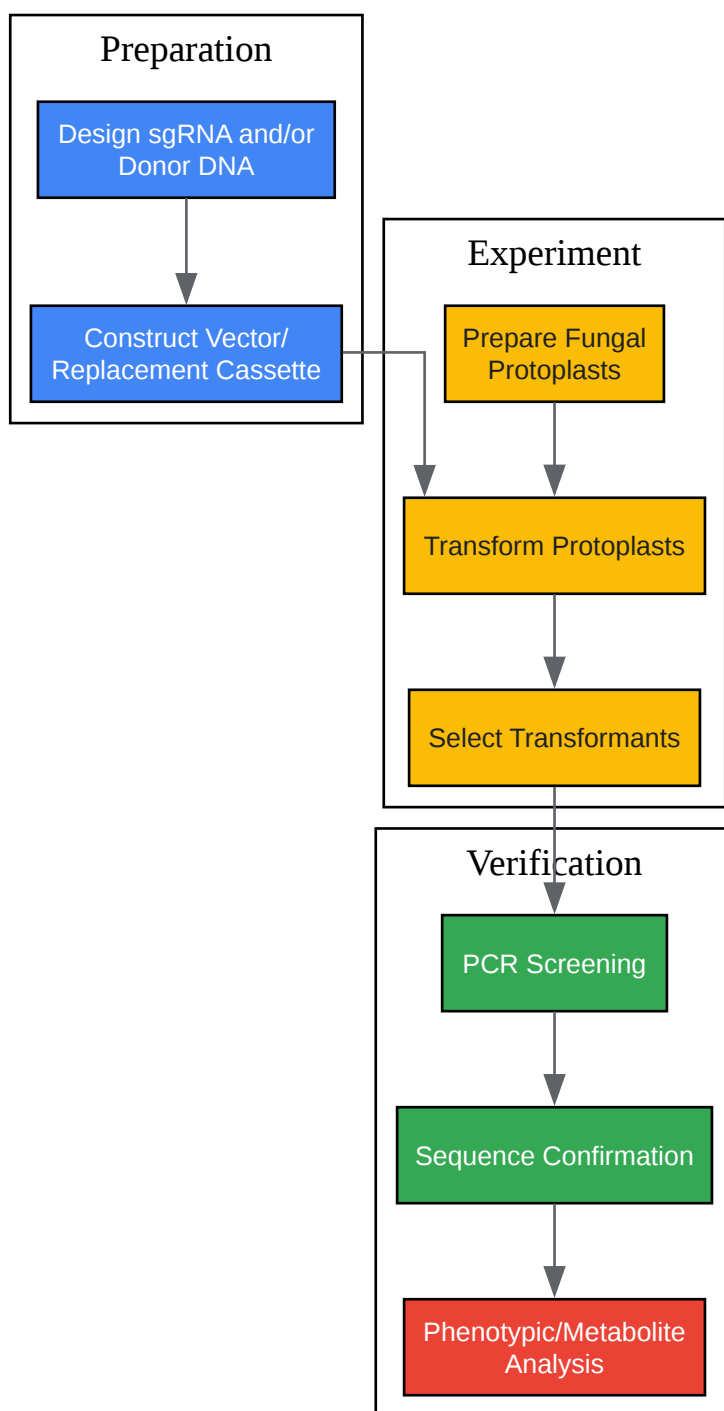 Preparation
Design sgRNA and/or
Donor DNA
Construct Vector/
Replacement Cassette
Experiment
Prepare Fungal
Protoplasts
Transform Protoplasts
Select Transformants
Verification
PCR Screening
Sequence Confirmation
Phenotypic/Metabolite
Analysis